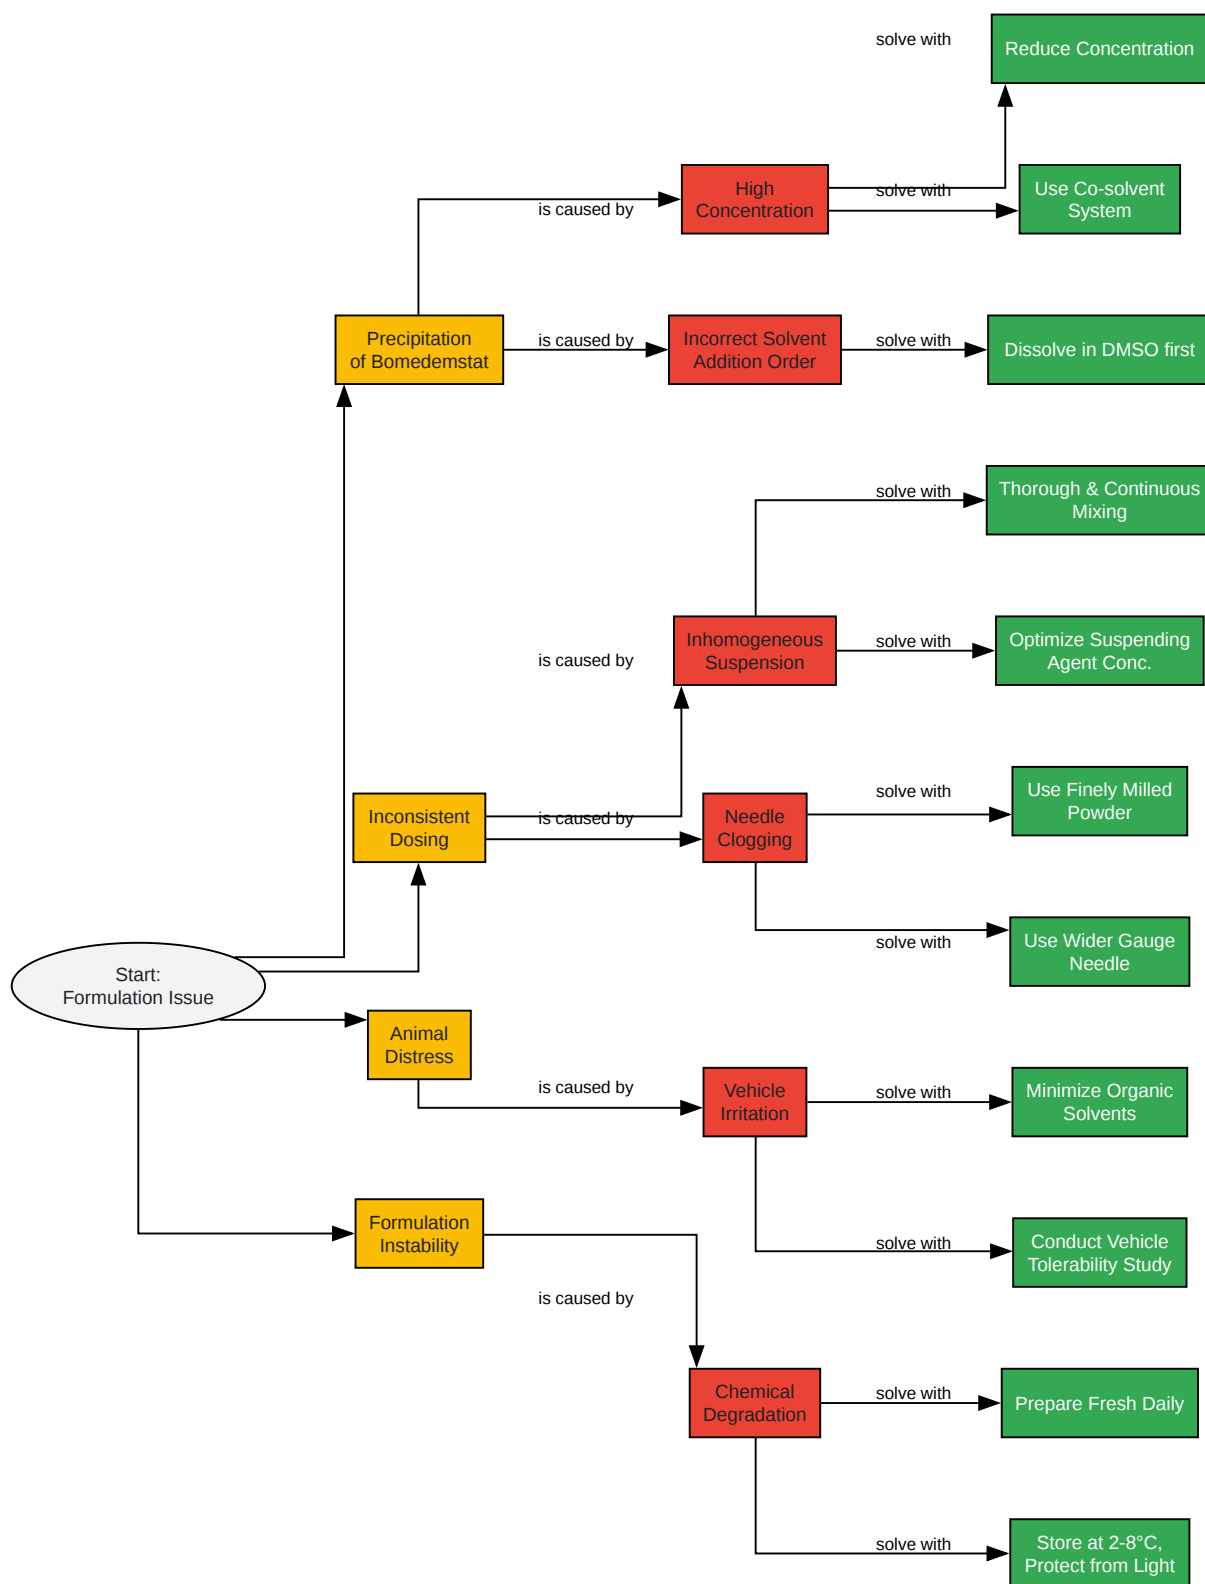 solve with
Reduce Concentration
High
Concentration
solve with
Use Co-solvent
System
is caused by
Precipitation
of Bomedemstat
is caused by
Incorrect Solvent
Addition Order
solve with
Dissolve in DMSO first
solve with
Thorough & Continuous
Mixing
is caused by
Inhomogeneous
Suspension
solve with
Optimize Suspending
Agent Conc.
Inconsistent
Dosing
is caused by
Needle
Clogging
solve with
Use Finely Milled
Powder
solve with
Use Wider Gauge
Needle
Start:
Formulation Issue
Animal
Distress
is caused by
Vehicle
Irritation
solve with
Minimize Organic
Solvents
solve with
Conduct Vehicle
Tolerability Study
Formulation
Instability
is caused by
Chemical
Degradation
solve with
Prepare Fresh Daily
solve with
Store at 2-8°C,
Protect from Light